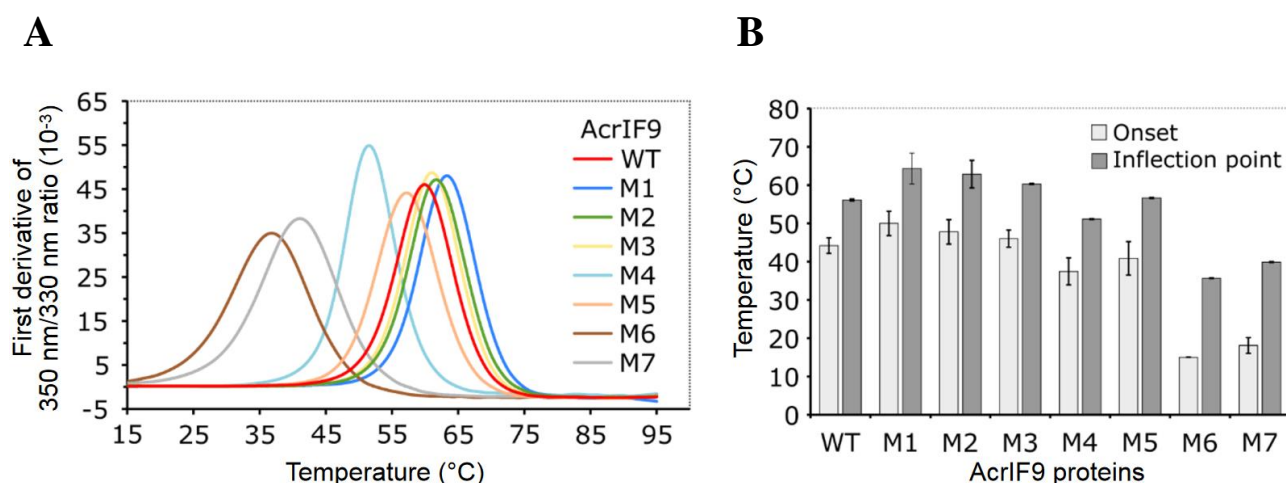 A
First derivative of
350 nm/330 nm ratio (10⁻³)
65
55
45
35
25
15
5
-5
15 25 35 45 55 65 75 85 95
Temperature (°C)
AcrIF9
WT
M1
M2
M3
M4
M5
M6
M7
B
Temperature (°C)
80
70
60
50
40
30
20
10
0
Onset
Inflection point
WT M1 M2 M3 M4 M5 M6 M7
AcrIF9 proteins